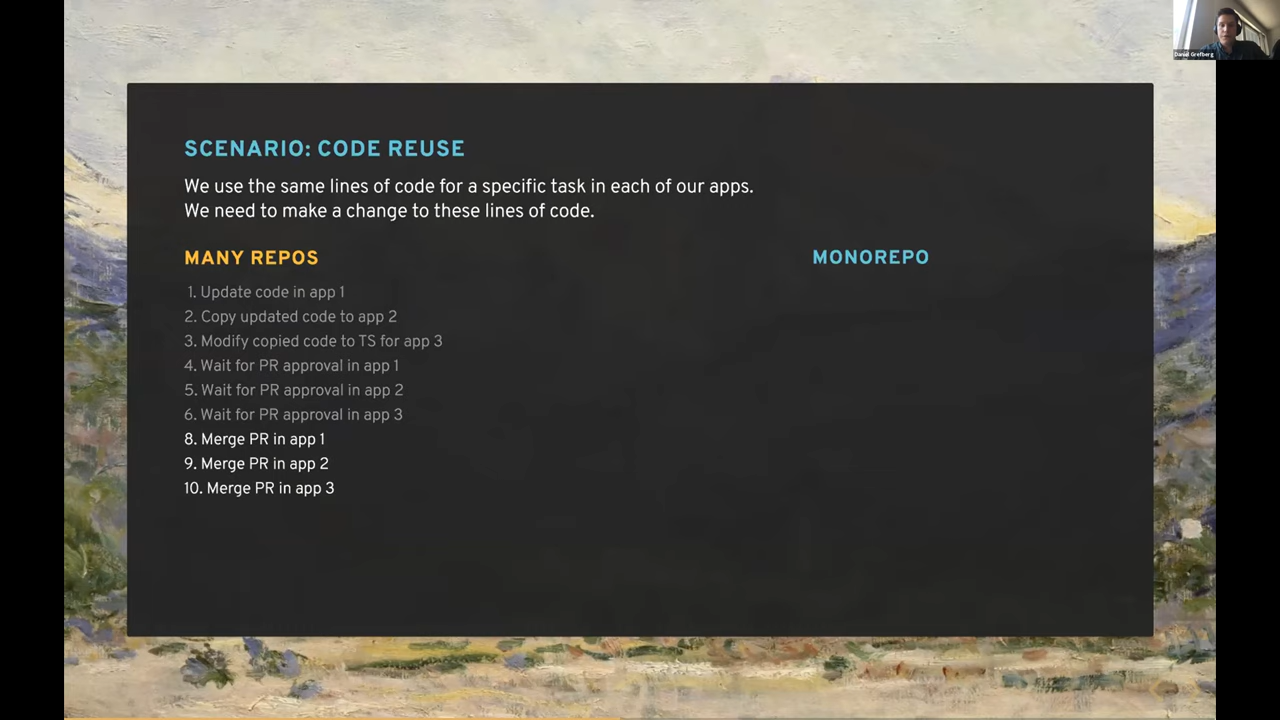 SCENARIO: CODE REUSE
We use the same lines of code for a specific task in each of our apps.
We need to make a change to these lines of code.
MANY REPOS
1. Update code in app 1
2. Copy updated code to app 2
3. Modify copied code to TS for app 3
4. Wait for PR approval in app 1
5. Wait for PR approval in app 2
6. Wait for PR approval in app 3
8. Merge PR in app 1
9. Merge PR in app 2
10. Merge PR in app 3
MONOREPO
Daniel Grefberg